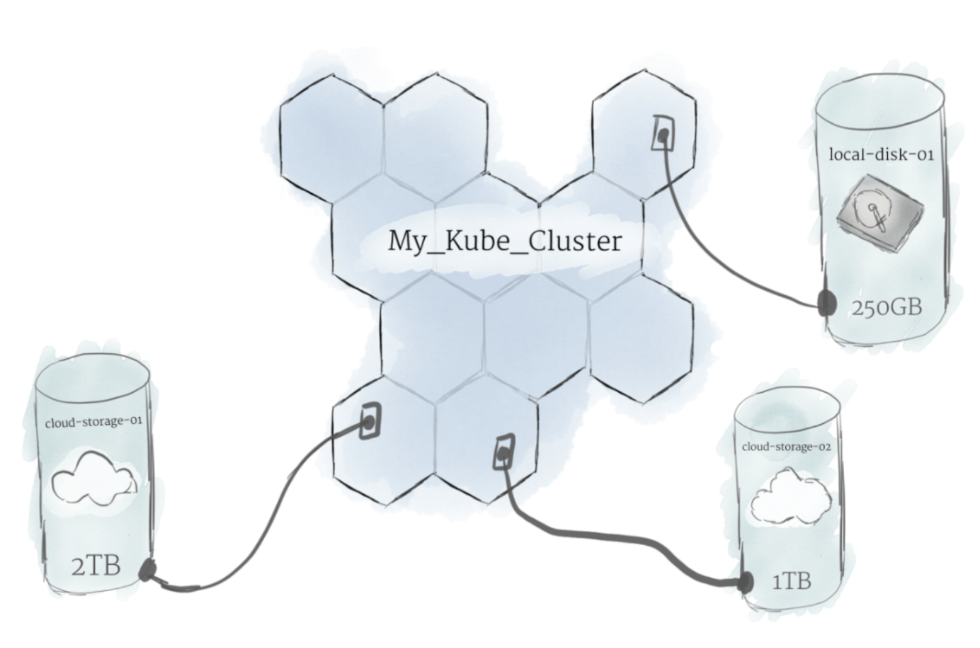 local-disk-01
250GB
My_Kube_Cluster
cloud-storage-01
2TB
cloud-storage-02
1TB